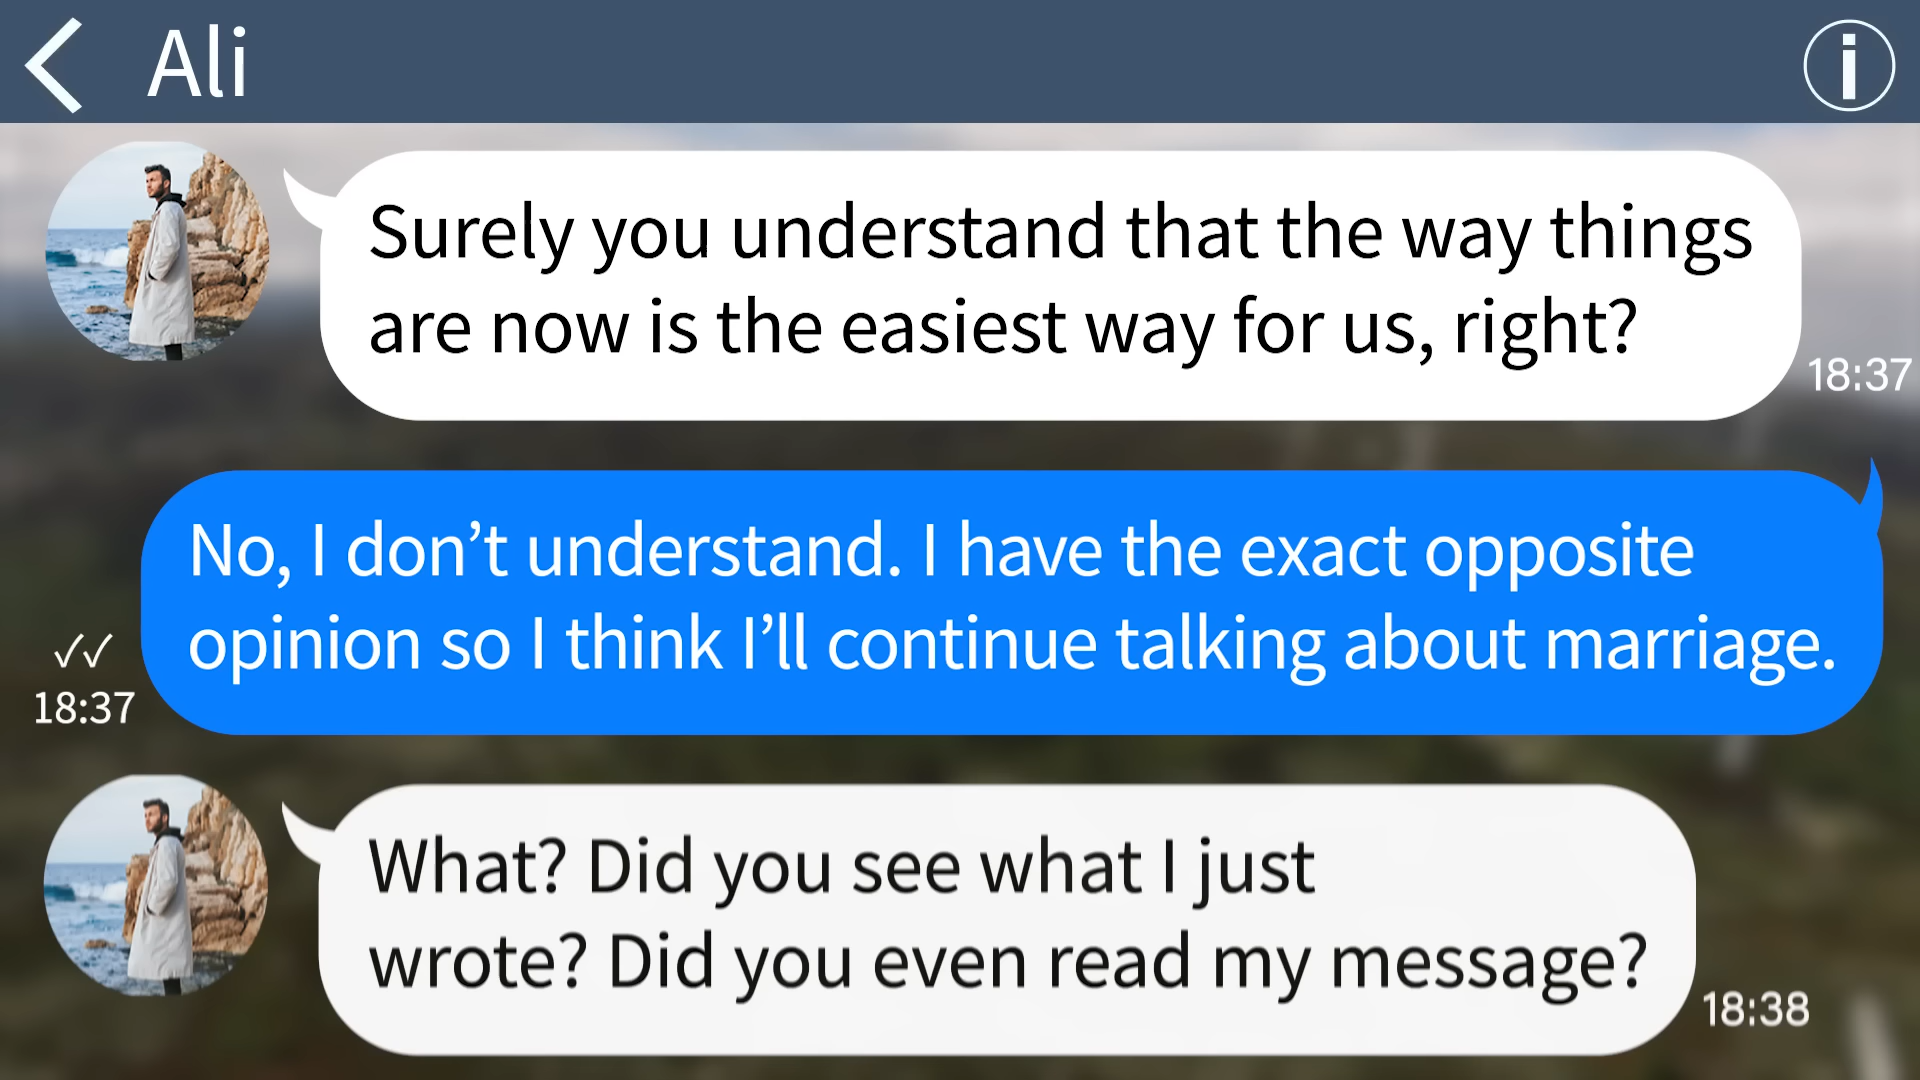 Ali
Surely you understand that the way things
are now is the easiest way for us, right?
18:37
No, I don’t understand. I have the exact opposite
opinion so I think I’ll continue talking about marriage.
18:37
What? Did you see what I just
wrote? Did you even read my message?
18:38